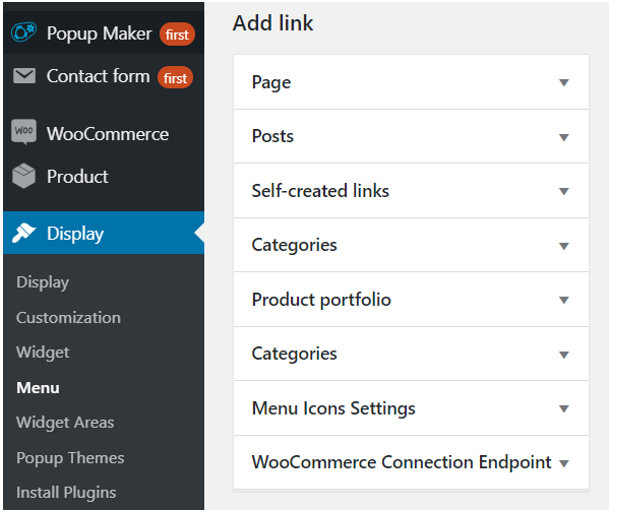 Popup Maker first
Contact form first
WOO WooCommerce
Product
Display
Display
Customization
Widget
Menu
Widget Areas
Popup Themes
Install Plugins
Add link
Page
Posts
Self-created links
Categories
Product portfolio
Categories
Menu Icons Settings
WooCommerce Connection Endpoint